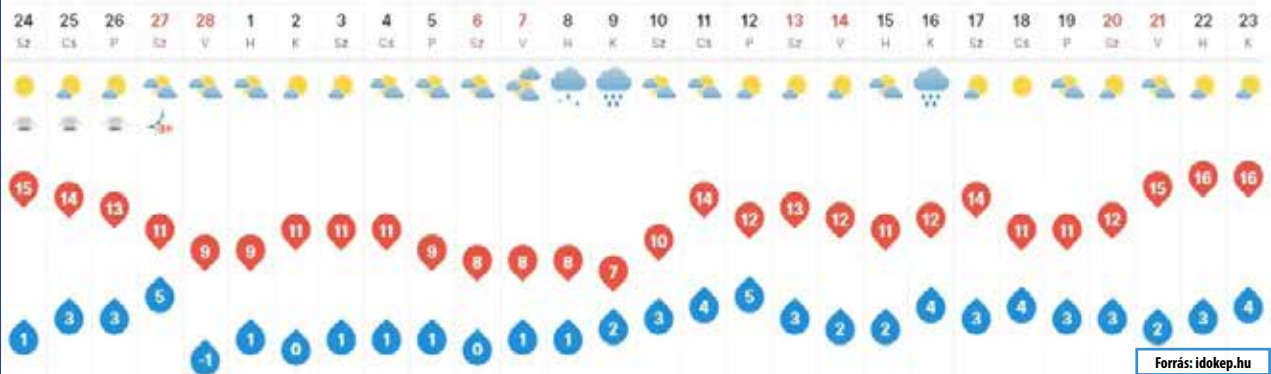 24 25 26 27 28 1 2 3 4 5 6 7 8 9 10 11 12 13 14 15 16 17 18 19 20 21 22 23
Sz Cs P Sz V H K Sz Cs P Sz V H K Sz Cs P Sz V H K Sz Cs P Sz V H K
15 14 13 11 9 9 11 11 11 9 8 8 8 7 10 14 12 13 12 11 12 14 11 11 12 15 16 16
1 3 3 5 -1 1 0 1 1 1 0 1 1 2 3 4 5 3 2 2 4 3 4 3 3 2 3 4
Forrás: idokep.hu